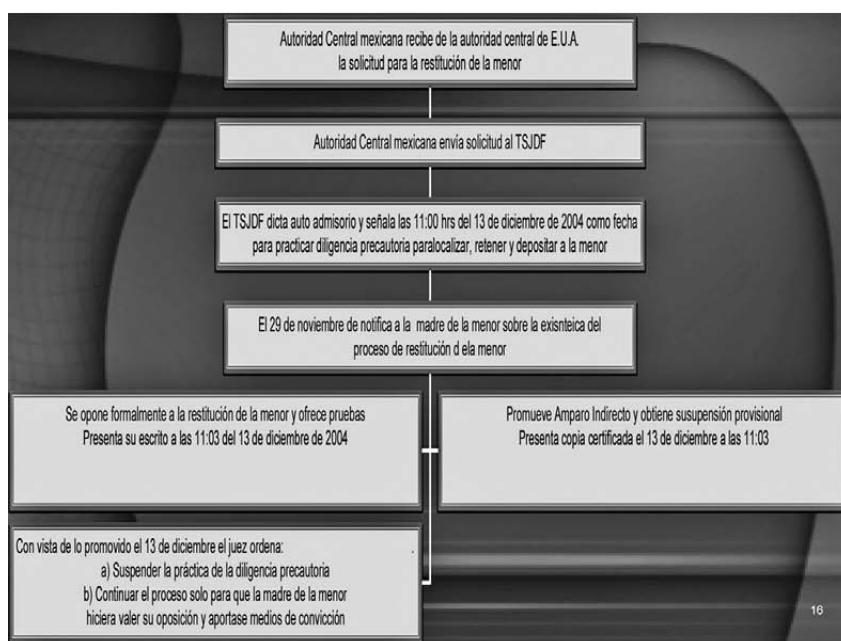 Autoridad Central mexicana recibe de la autoridad central de E.U.A.
la solicitud para la restitución de la menor
Autoridad Central mexicana envía solicitud al TSJDF
El TSJDF dicta auto admisorio y señala las 11:00 hrs del 13 de diciembre de 2004 como fecha
para practicar diligencia precautoria paralocalizar, retener y depositar a la menor
El 29 de noviembre de notifica a la madre de la menor sobre la exisnteica del
proceso de restitución d ela menor
Se opone formalmente a la restitución de la menor y ofrece pruebas
Presenta su escrito a las 11:03 del 13 de diciembre de 2004
Promueve Amparo Indirecto y obtiene susupensión provisional
Presenta copia certificada el 13 de diciembre a las 11:03
Con vista de lo promovido el 13 de diciembre el juez ordena: .
a) Suspender la práctica de la diligencia precautoria
b) Continuar el proceso solo para que la madre de la menor
hiciera valer su oposición y aportase medios de convicción
16